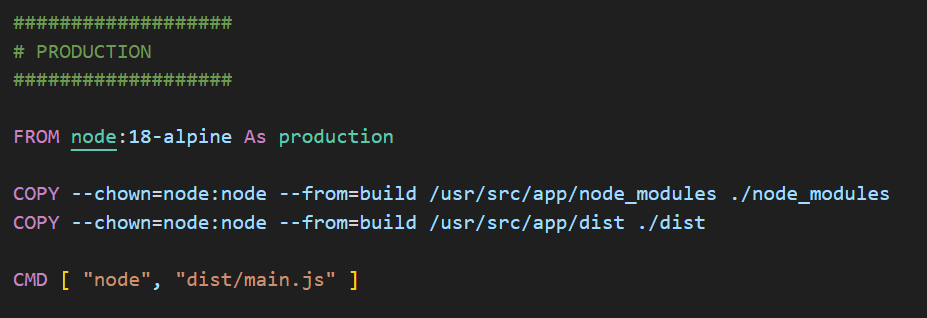 ###################
# PRODUCTION
###################
FROM node:18-alpine As production
COPY --chown=node:node --from=build /usr/src/app/node_modules ./node_modules
COPY --chown=node:node --from=build /usr/src/app/dist ./dist
CMD [ "node", "dist/main.js" ]